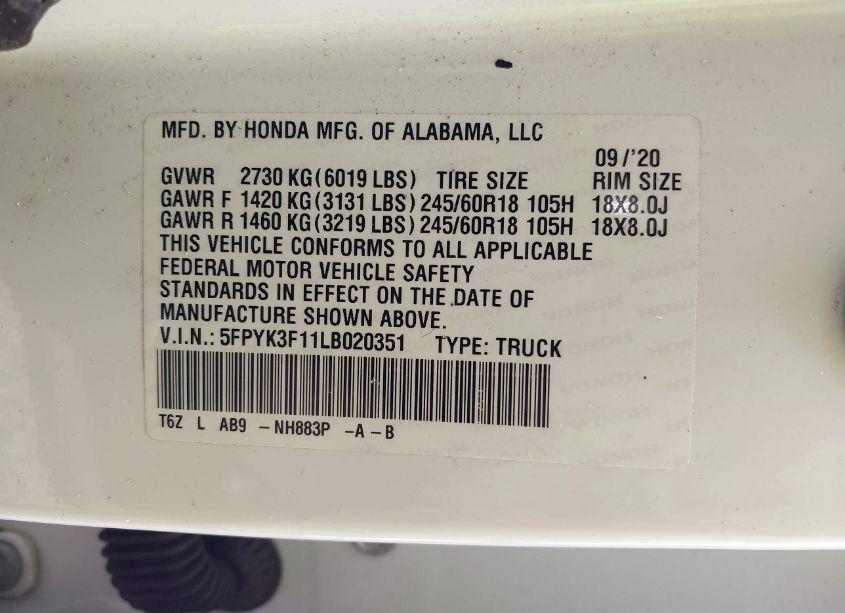 MFD. BY HONDA MFG. OF ALABAMA, LLC
09/'20
GVWR 2730 KG(6019 LBS) TIRE SIZE RIM SIZE
GAWR F 1420 KG(3131 LBS) 245/60R18 105H 18X8.0J
GAWR R 1460 KG(3219 LBS) 245/60R18 105H 18X8.0J
THIS VEHICLE CONFORMS TO ALL APPLICABLE
FEDERAL MOTOR VEHICLE SAFETY
STANDARDS IN EFFECT ON THE DATE OF
MANUFACTURE SHOWN ABOVE.
V.I.N.: 5FPYK3F11LB020351 TYPE: TRUCK
T6Z L AB9 -NH883P -A-B